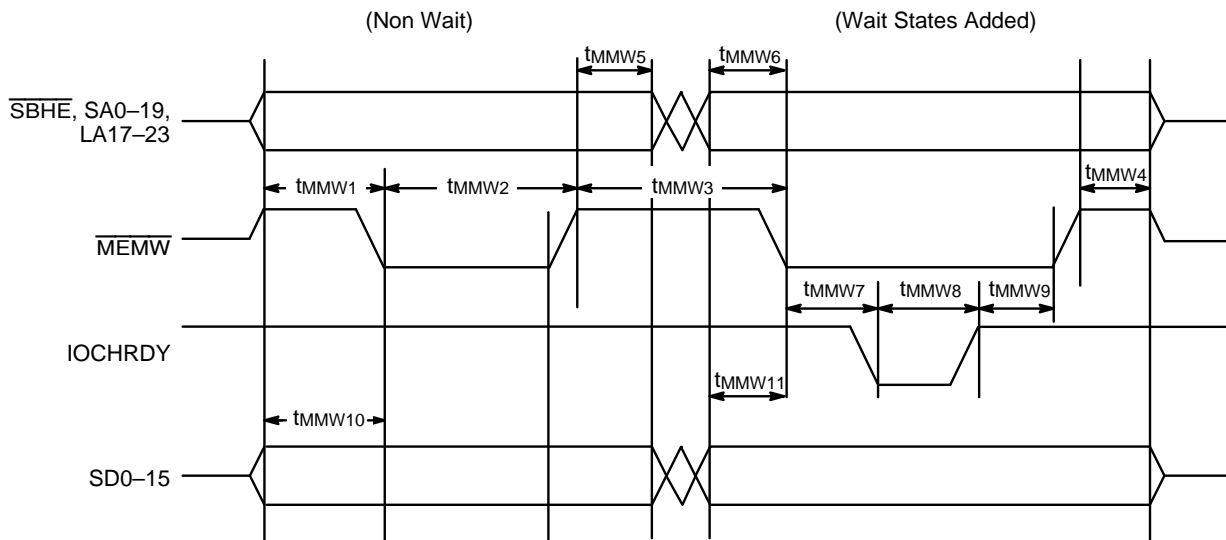 (Non Wait) (Wait States Added)
tMMW5 tMMW6
SBHE, SA0–19,
LA17–23
tMMW1 tMMW2 tMMW3 tMMW4
MEMW
tMMW7 tMMW8 tMMW9
IOCHRDY
tMMW11
tMMW10
SD0–15